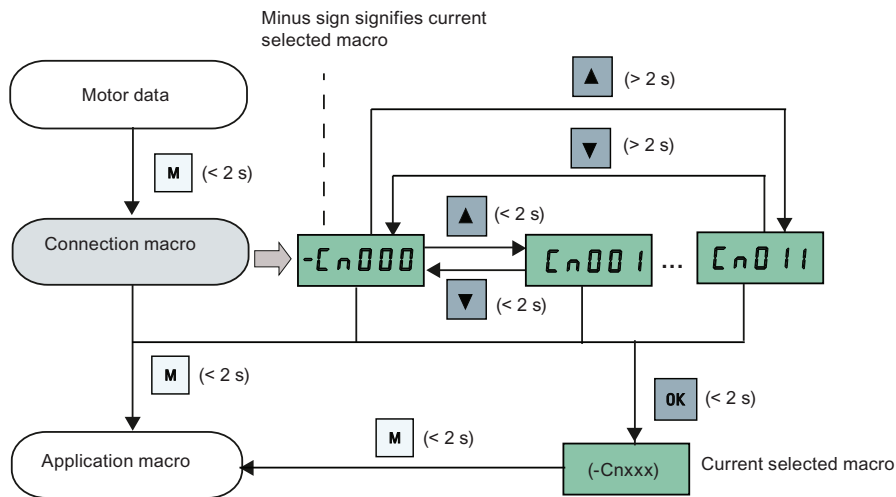 Minus sign signifies current
selected macro
Motor data
▲ (> 2 s)
▼ (> 2 s)
M (< 2 s)
▲ (< 2 s)
Connection macro
-Cn000
Cn001 ... Cn011
▼ (< 2 s)
M (< 2 s)
OK (< 2 s)
M (< 2 s)
Application macro
(-Cnxxx)
Current selected macro